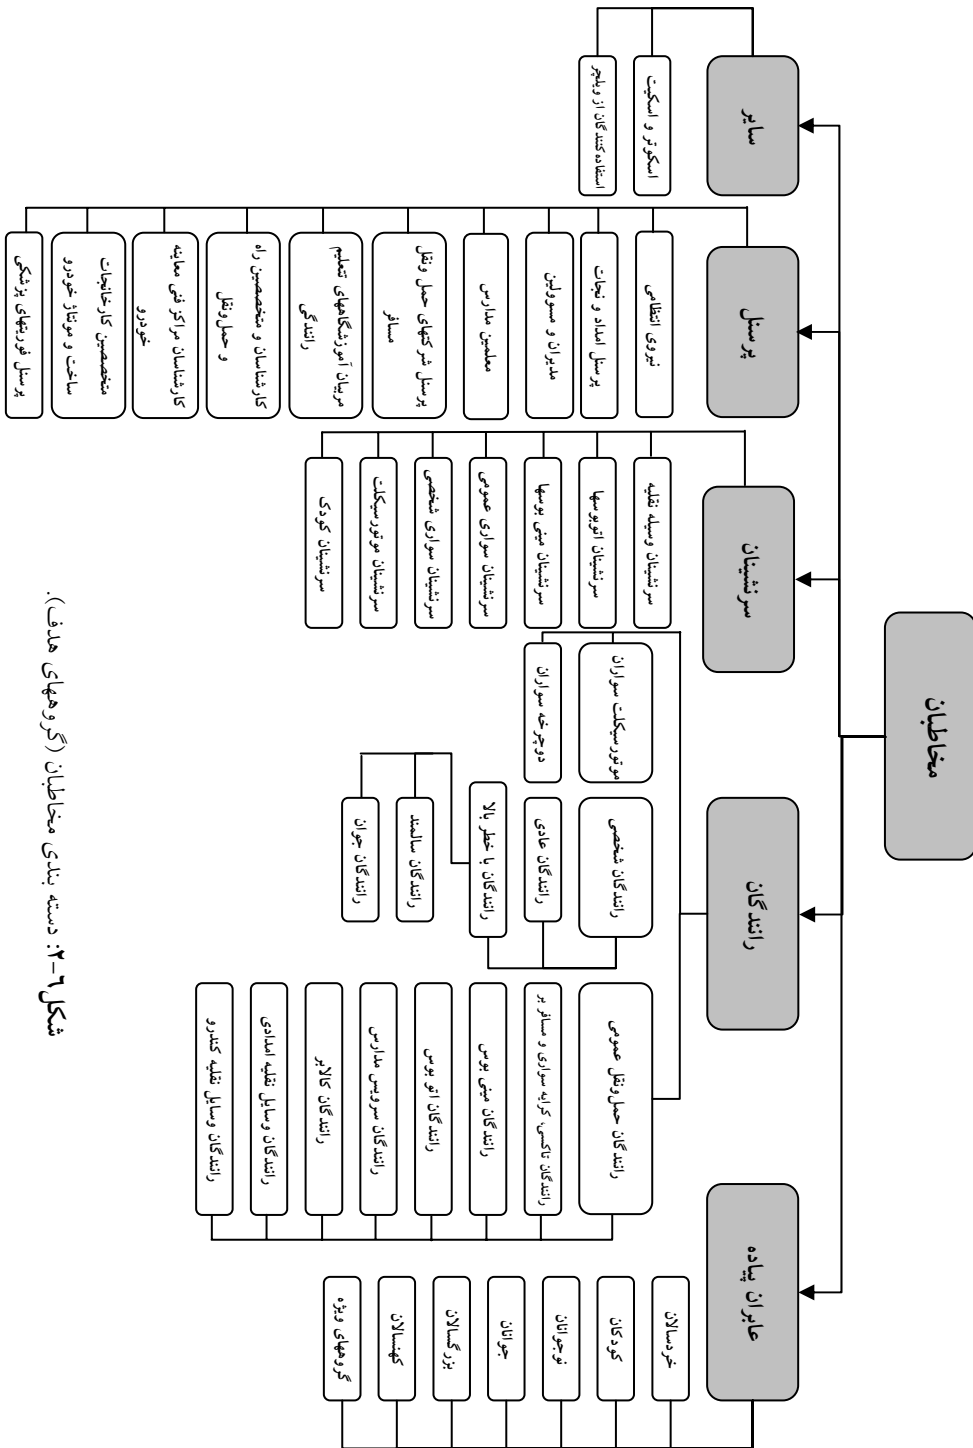 مخاطبان
عابران پیاده
خردسالان
کودکان
نوجوانان
جوانان
بزرگسالان
کهنسالان
گروههای ویژه
رانندگان
رانندگان حمل‌ونقل عمومی
رانندگان تاکسی، کرایه سواری و مسافر بر
رانندگان مینی بوس
رانندگان اتو بوس
رانندگان سرویس مدارس
رانندگان کالابر
رانندگان وسایل نقلیه امدادی
رانندگان وسایل نقلیه کندرو
رانندگان شخصی
رانندگان عادی
رانندگان با خطر بالا
رانندگان سالمند
رانندگان جوان
موتورسیکلت سواران
دوچرخه سواران
سرنشینان
سرنشینان وسیله نقلیه
سرنشینان اتوبوسها
سرنشینان مینی بوسها
سرنشینان سواری عمومی
سرنشینان سواری شخصی
سرنشینان موتورسیکلت
سرنشینان کودک
پرسنل
نیروی انتظامی
پرسنل امداد و نجات
مدیران و مسوولین
معلمین مدارس
پرسنل شرکتهای حمل ونقل
مسافر
مربیان آموزشگاههای تتعلیم
رانندگی
کارشناسان و متخصصین راه
و حمل‌ونقل
کارشناسان مراکز فنی معاینه
خودرو
متخصصین کارخانجات
ساخت و مونتاژ خودرو
پرسنل فوریتهای پزشکی
سایر
اسکوتر و اسکیت
استفاده‌کنندگان از ویلچر
شکل۶-۲: دسته بندی مخاطبان (گروههای هدف).